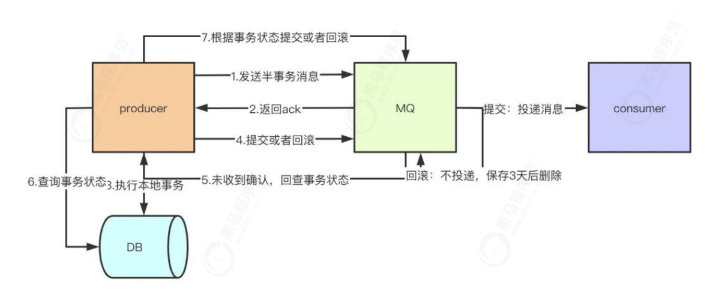 7.根据事务状态提交或者回滚
1.发送半事务消息
producer
2.返回ack
MQ
提交：投递消息
consumer
4.提交或者回滚
6.查询事务状态
3.执行本地事务
5.未收到确认，回查事务状态
回滚：不投递，保存3天后删除
DB